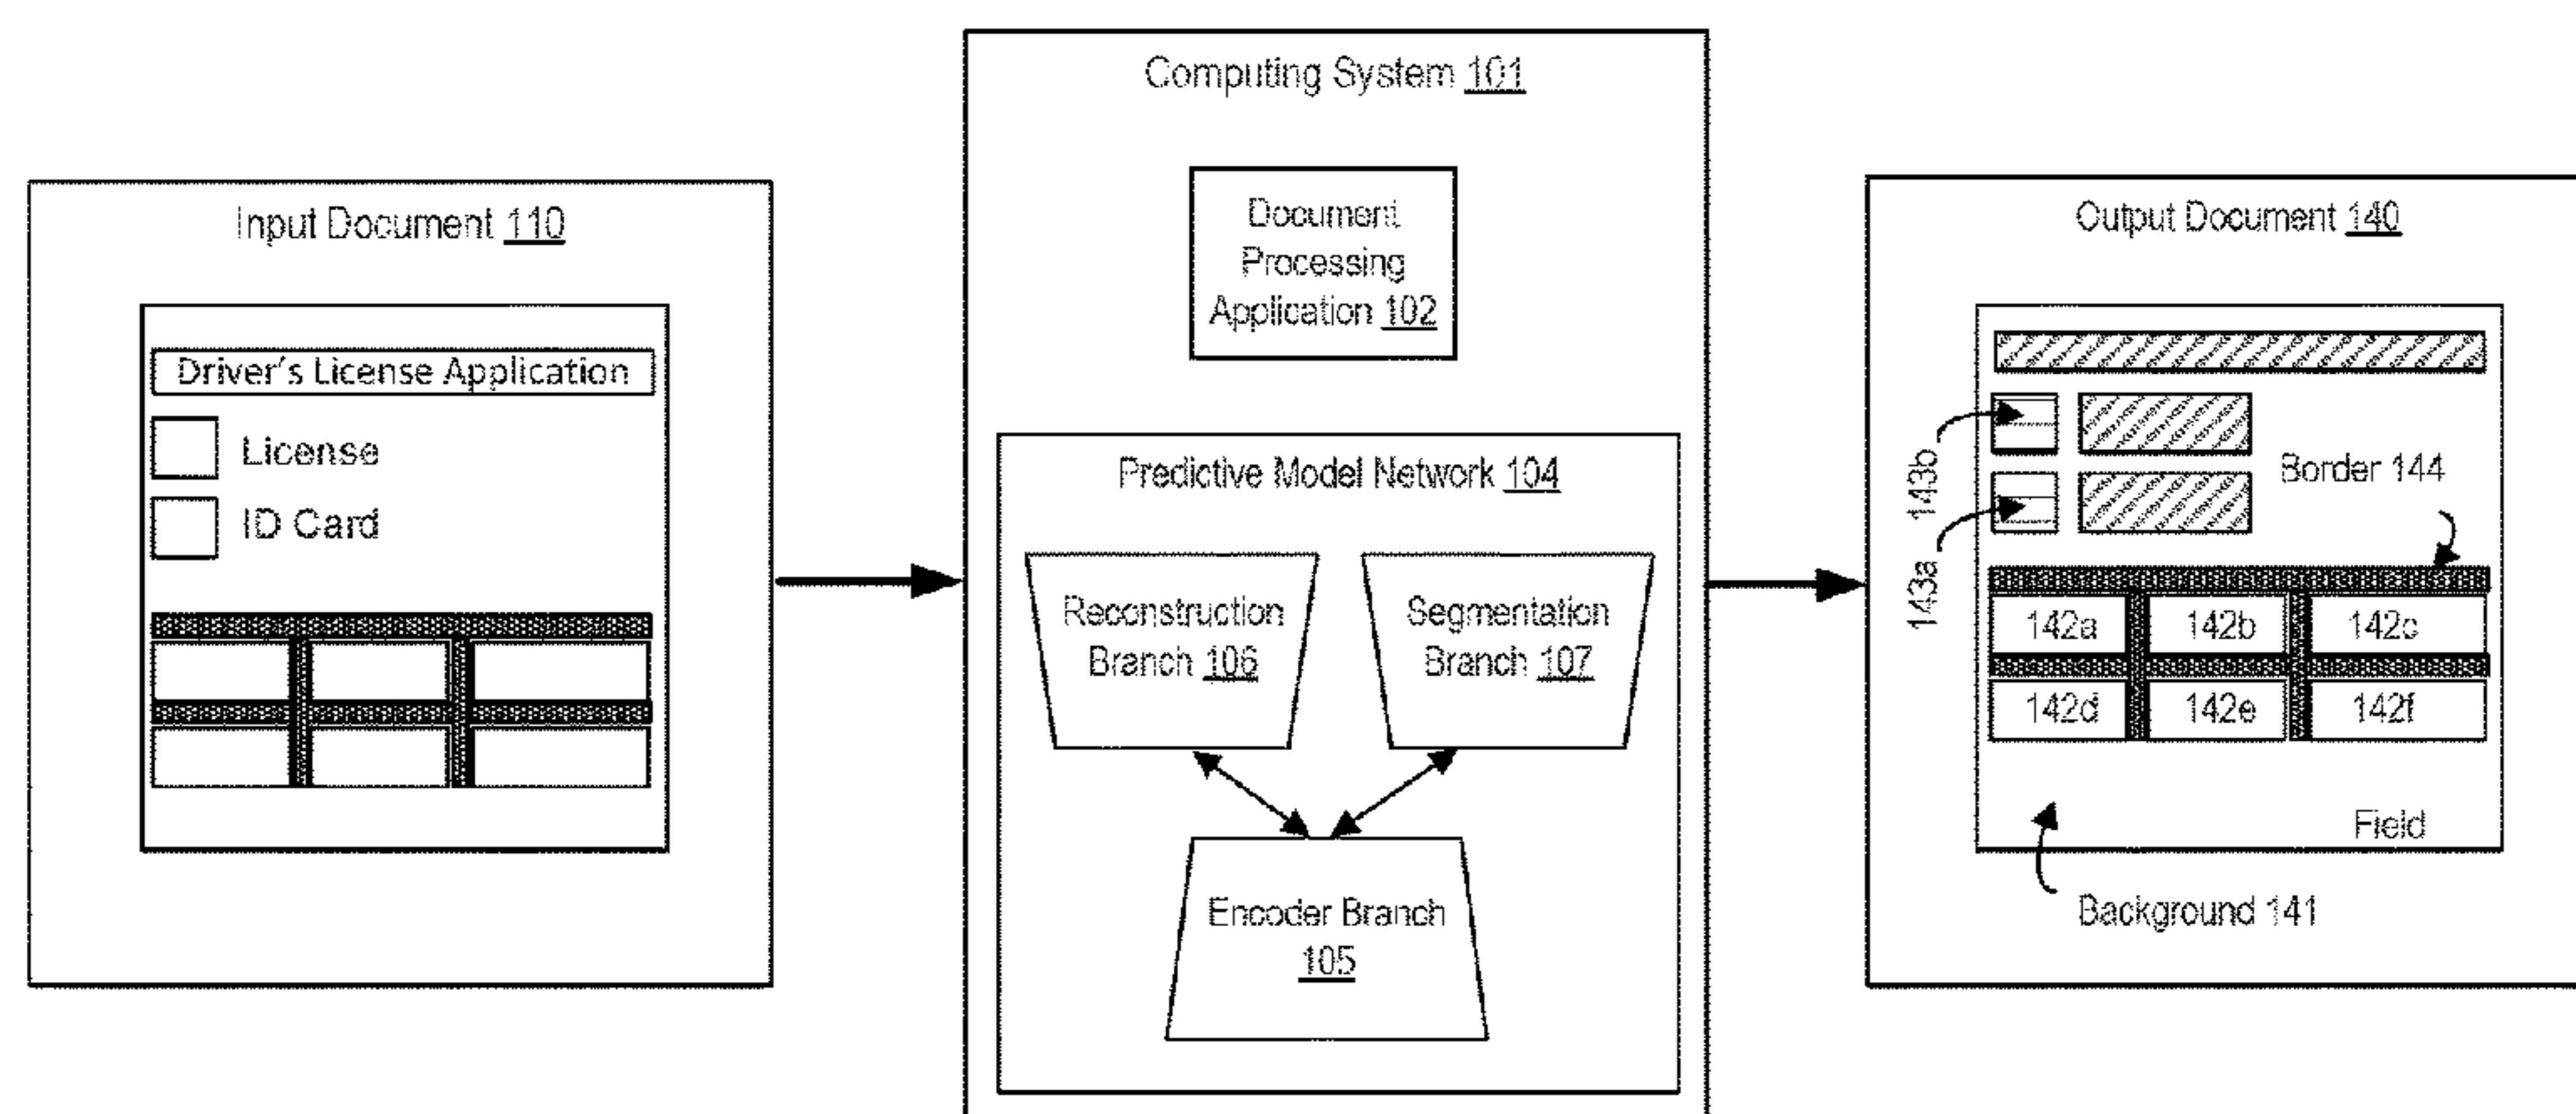 Input Document 110
Driver's License Application
License
ID Card
Computing System 101
Document
Processing
Application 102
Predictive Model Network 104
Reconstruction
Branch 106
Segmentation
Branch 107
Encoder Branch
105
Output Document 140
143b
143a
Border 144
142a
142b
142c
142d
142e
142f
Field
Background 141